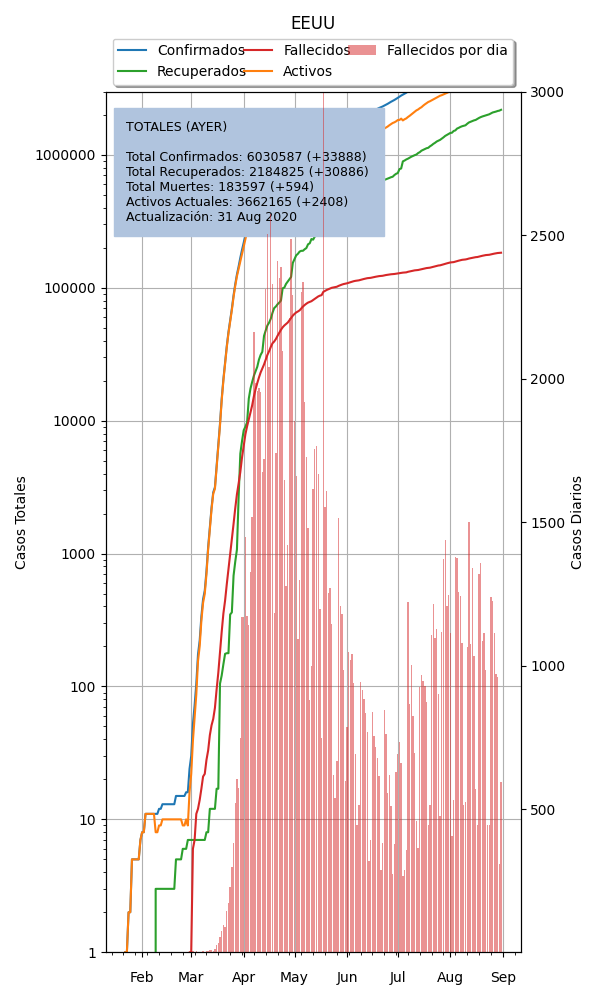 EEUU
Confirmados
Recuperados
Fallecidos
Activos
Fallecidos por dia
TOTALES (AYER)
Total Confirmados: 6030587 (+33888)
Total Recuperados: 2184825 (+30886)
Total Muertes: 183597 (+594)
Activos Actuales: 3662165 (+2408)
Actualización: 31 Aug 2020
Casos Totales
1000000
100000
10000
1000
100
10
1
3000
2500
2000
1500
1000
500
Casos Diarios
Feb Mar Apr May Jun Jul Aug Sep